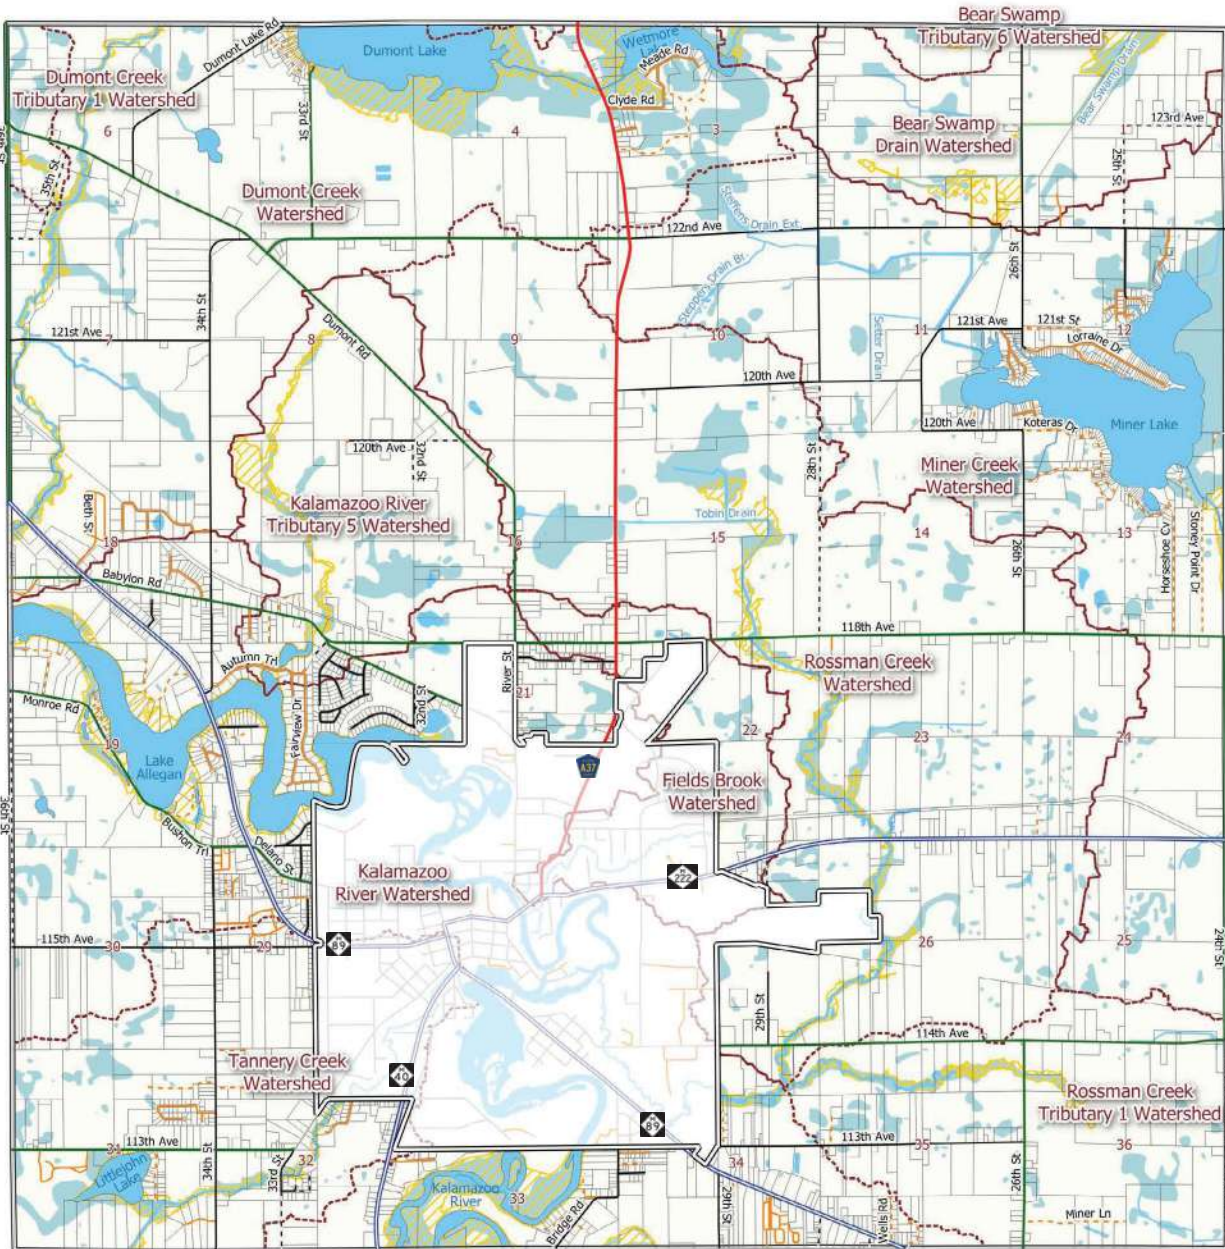 Bear Swamp
Tributary 6 Watershed
Dumont Lake Rd
Dumont Lake
Wetmore
Lake
Meade Rd
Clyde Rd
Dumont Creek
Tributary 1 Watershed
6
33rd St
4
3
Bear Swamp Drain
123rd Ave
1
Bear Swamp
Drain Watershed
36th St
35th St
25th St
Dumont Creek
Watershed
Steffens Drain Ext.
122nd Ave
26th St
Steppens Drain Br.
34th St
121st Ave
7
8
Dumont Rd
9
10
Setter Drain
11
121st Ave
121st St
12
Lorraine Dr
120th Ave
120th Ave
32nd St
28th St
120th Ave
Koteras Dr
Miner Lake
Miner Creek
Watershed
Beth St
Kalamazoo River
Tributary 5 Watershed
Tobin Drain
18
16
15
14
13
26th St
Horseshoe Cv
Stoney Point Dr
Babylon Rd
118th Ave
Autumn Trl
River St
Rossman Creek
Watershed
Monroe Rd
Fairview Dr
32nd St
21
22
23
24
19
Lake
Allegan
A37
Fields Brook
Watershed
36th St
Bushon Trl
Delano St
Kalamazoo
River Watershed
M
222
115th Ave
30
29
M
89
26
25
24th St
29th St
114th Ave
Tannery Creek
Watershed
M
40
Rossman Creek
Tributary 1 Watershed
M
89
31
113th Ave
34th St
33rd St
32
113th Ave
35
36
34
Littlejohn
Lake
Kalamazoo
River
33
Bridge Rd
29th St
Wells Rd
26th St
Miner Ln